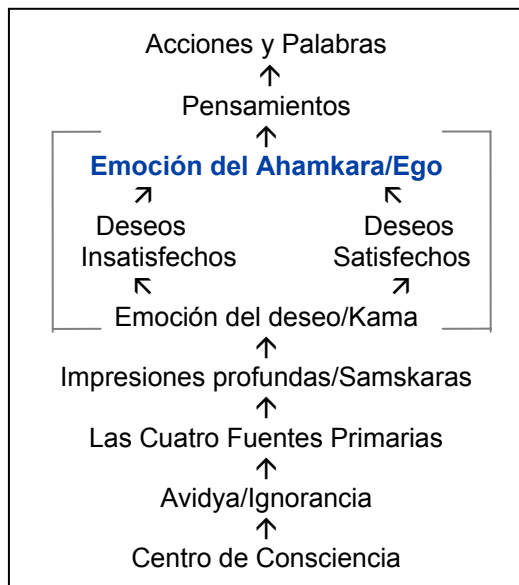 Acciones y Palabras
↑
Pensamientos
↑
Emoción del Ahamkara/Ego
↗ ↖
Deseos Deseos
Insatisfechos Satisfechos
↖ ↗
Emoción del deseo/Kama
↑
Impresiones profundas/Samskaras
↑
Las Cuatro Fuentes Primarias
↑
Avidya/Ignorancia
↑
Centro de Consciencia